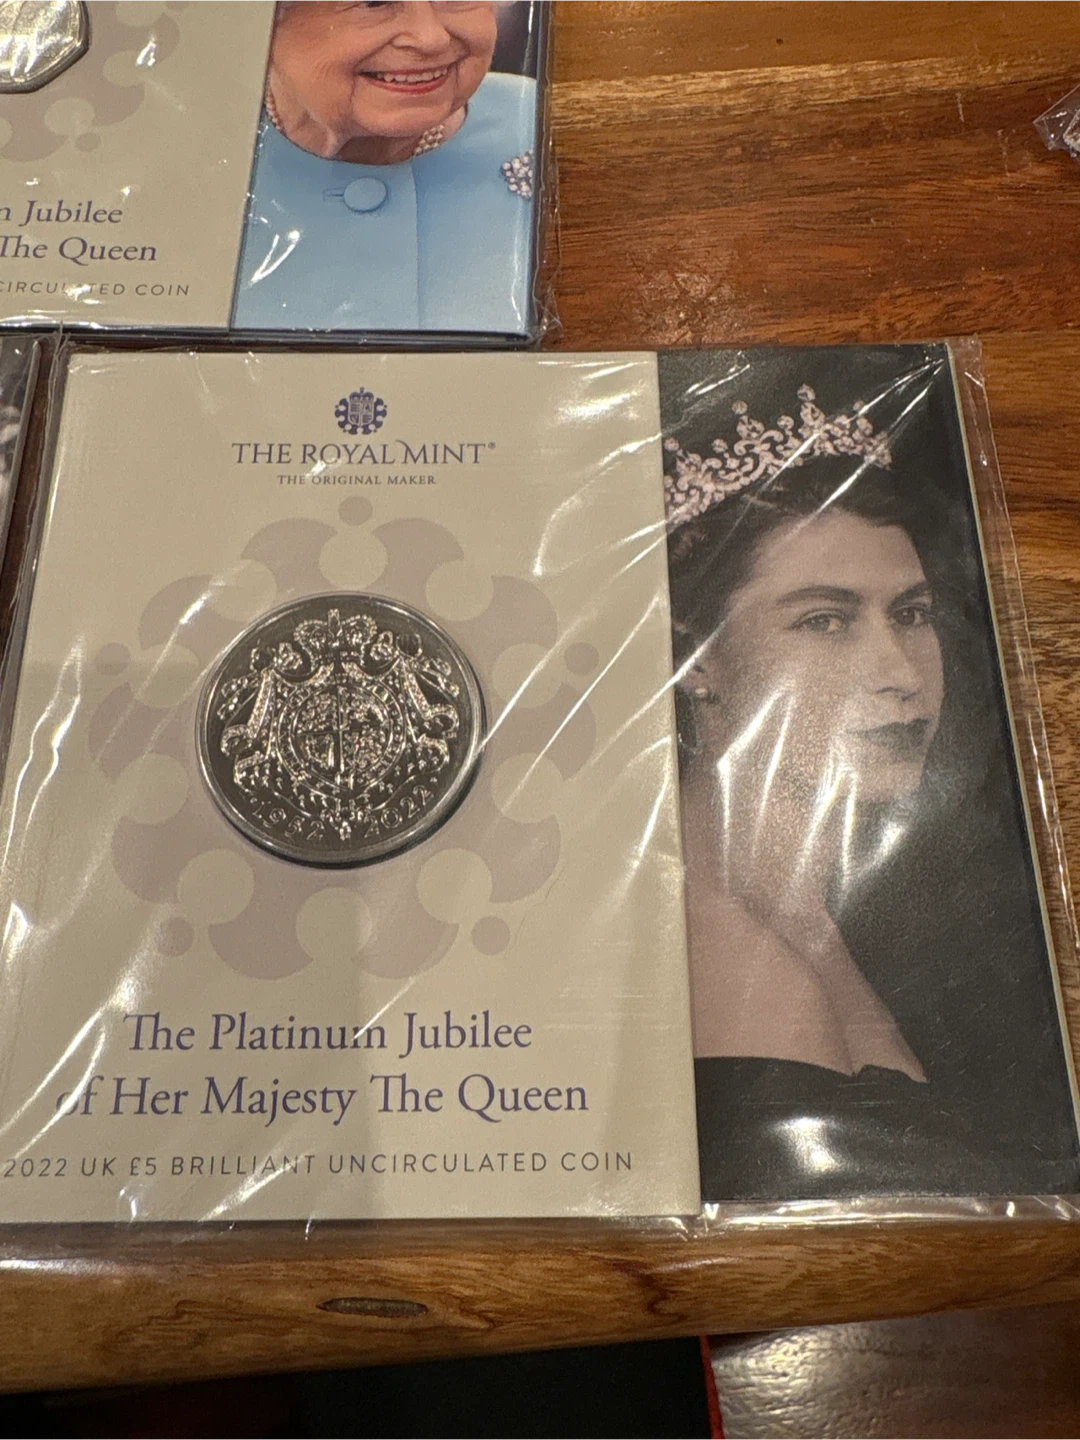 Jubilee
The Queen
COIN
THE ROYAL MINT®
THE ORIGINAL MAKER
1952 2022
The Platinum Jubilee
of Her Majesty The Queen
2022 UK £5 BRILLIANT UNCIRCULATED COIN